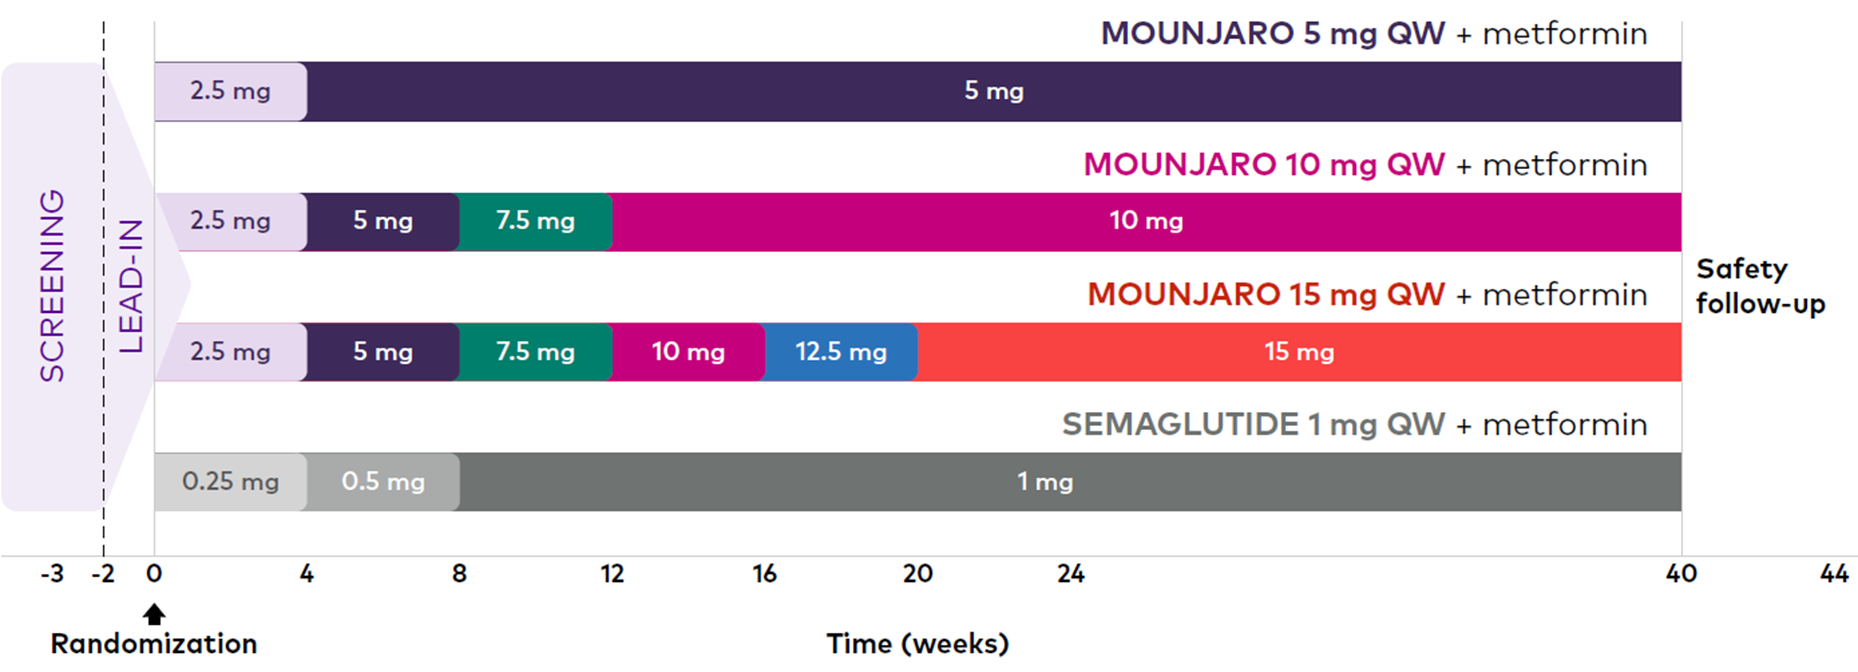 MOUNJARO 5 mg QW + metformin
2.5 mg 5 mg
MOUNJARO 10 mg QW + metformin
2.5 mg 5 mg 7.5 mg 10 mg
SCREENING
LEAD-IN
MOUNJARO 15 mg QW + metformin
2.5 mg 5 mg 7.5 mg 10 mg 12.5 mg 15 mg
Safety
follow-up
SEMAGLUTIDE 1 mg QW + metformin
0.25 mg 0.5 mg 1 mg
-3 -2 0 4 8 12 16 20 24 40 44
Randomization
Time (weeks)